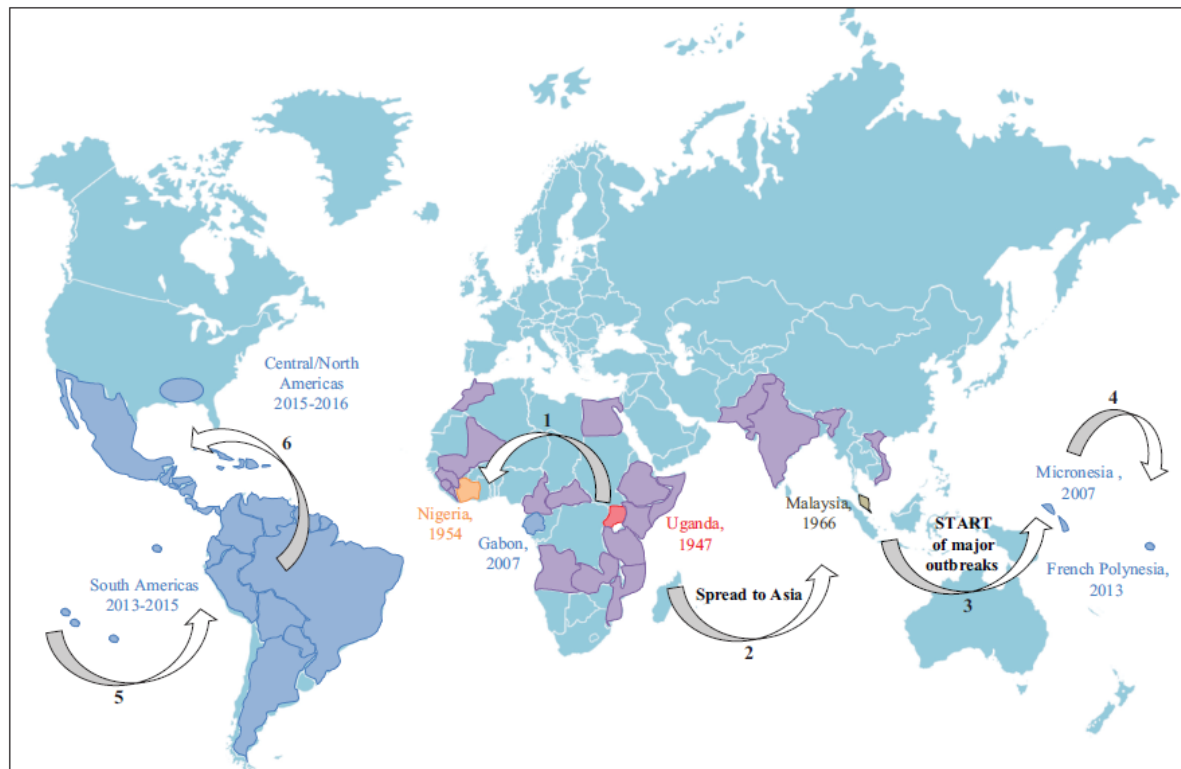 Central/North
Americas
2015-2016
6
1
4
Micronesia ,
2007
Nigeria,
1954
Gabon,
2007
Uganda,
1947
Malaysia,
1966
START
of major
outbreaks
3
French Polynesia,
2013
South Americas
2013-2015
5
Spread to Asia
2